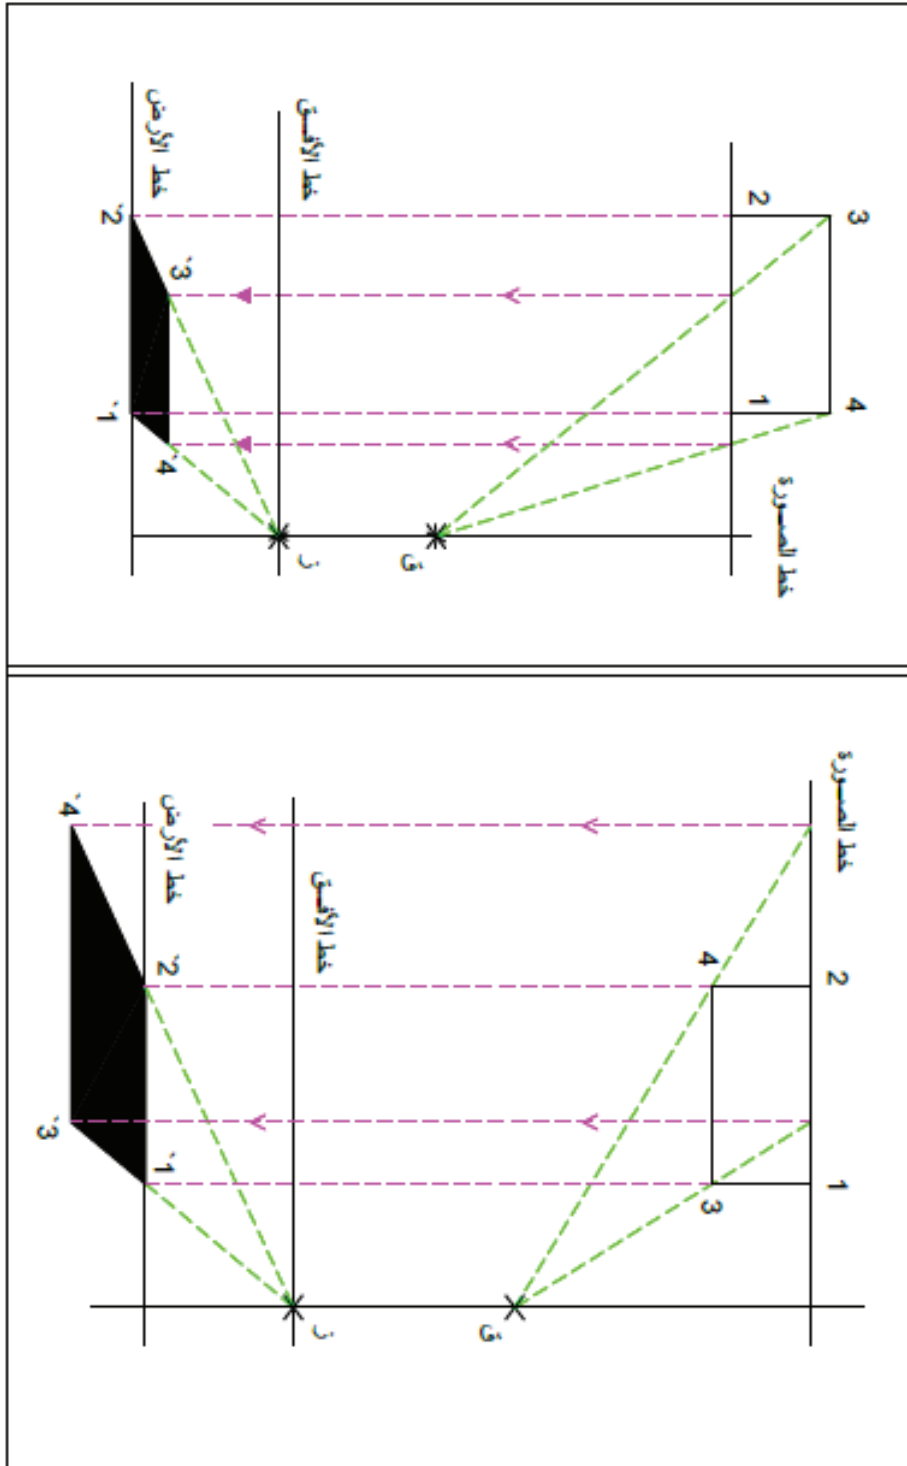 خط الصورة
3
4
2
1
ق
خط الأفق
ن
خط الأرض
`2
`3
`1
`4
خط الصورة
2
1
4
3
ق
خط الأفق
ن
خط الأرض
`4
`2
`3
`1